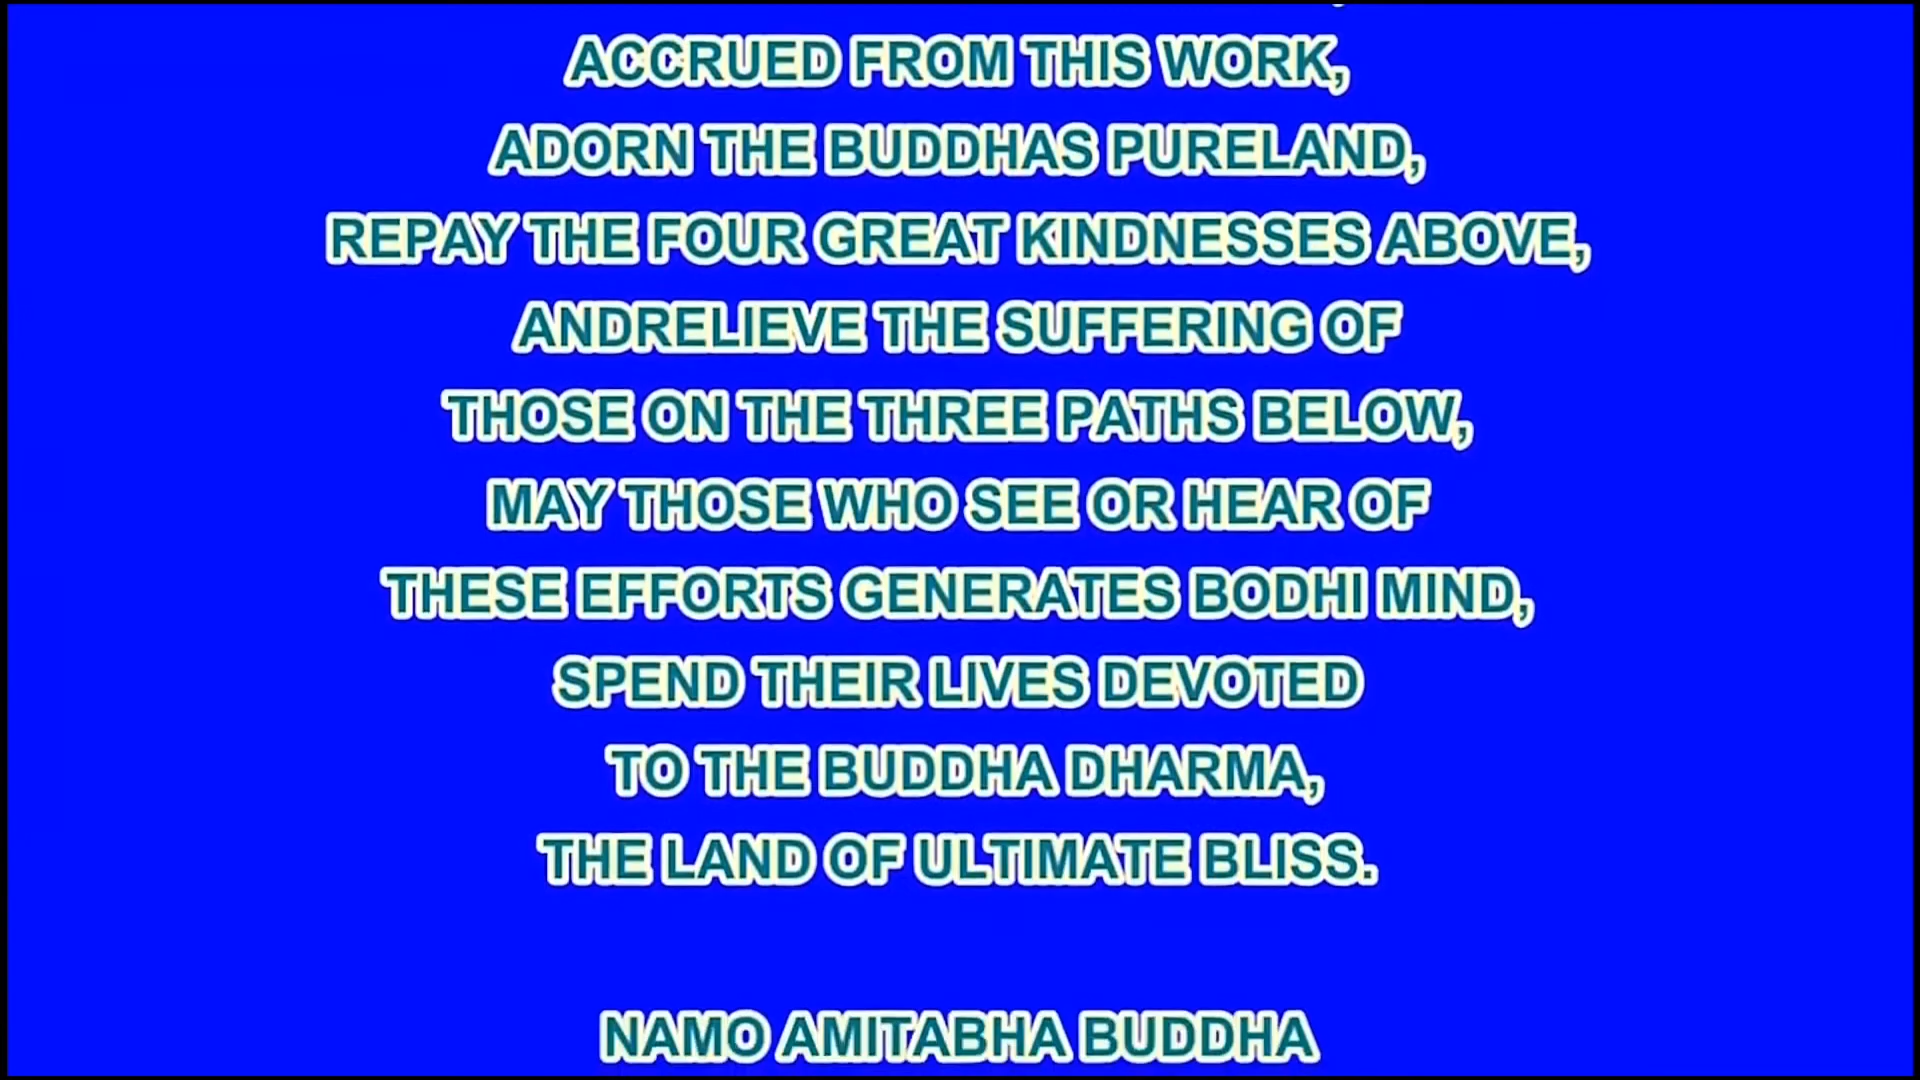 ACCRUED FROM THIS WORK,
ADORN THE BUDDHAS PURELAND,
REPAY THE FOUR GREAT KINDNESSES ABOVE,
ANDRELIEVE THE SUFFERING OF
THOSE ON THE THREE PATHS BELOW,
MAY THOSE WHO SEE OR HEAR OF
THESE EFFORTS GENERATES BODHI MIND,
SPEND THEIR LIVES DEVOTED
TO THE BUDDHA DHARMA,
THE LAND OF ULTIMATE BLISS.
NAMO AMITABHA BUDDHA